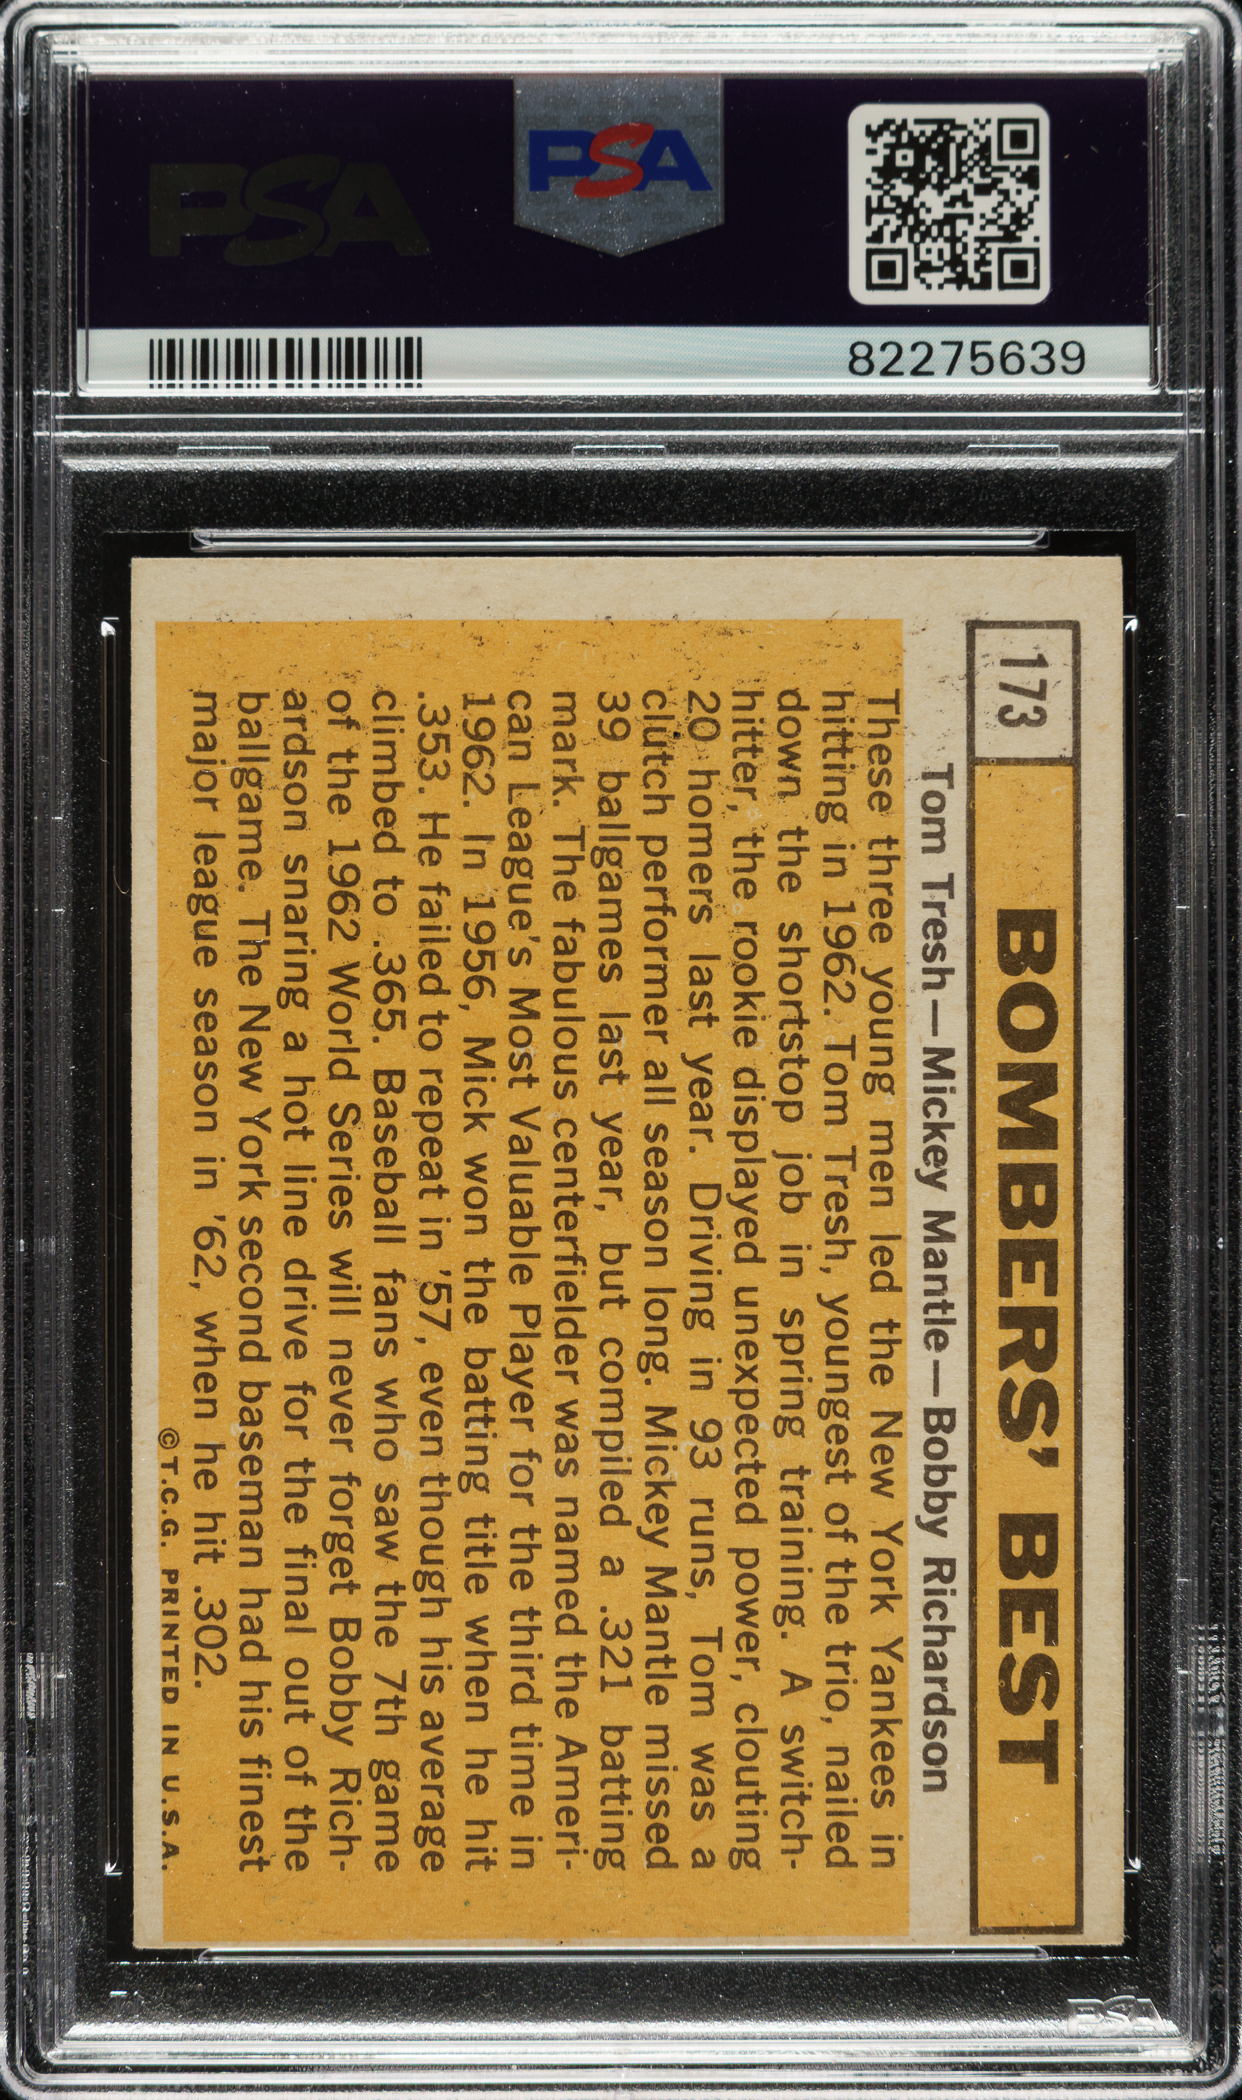 PSA
PSA
82275639
173
BOMBERS' BEST
Tom Tresh—Mickey Mantle—Bobby Richardson
These three young men led the New York Yankees in
hitting in 1962. Tom Tresh, youngest of the trio, nailed
down the shortstop job in spring training. A switch-
hitter, the rookie displayed unexpected power, clouting
20 homers last year. Driving in 93 runs, Tom was a
clutch performer all season long. Mickey Mantle missed
39 ballgames last year, but compiled a .321 batting
mark. The fabulous centerfielder was named the Ameri-
can League's Most Valuable Player for the third time in
1962. In 1956, Mick won the batting title when he hit
.353. He failed to repeat in '57, even though his average
climbed to .365. Baseball fans who saw the 7th game
of the 1962 World Series will never forget Bobby Rich-
ardson snaring a hot line drive for the final out of the
ballgame. The New York second baseman had his finest
major league season in '62, when he hit .302.
© T.C.G. PRINTED IN U.S.A.
PSA